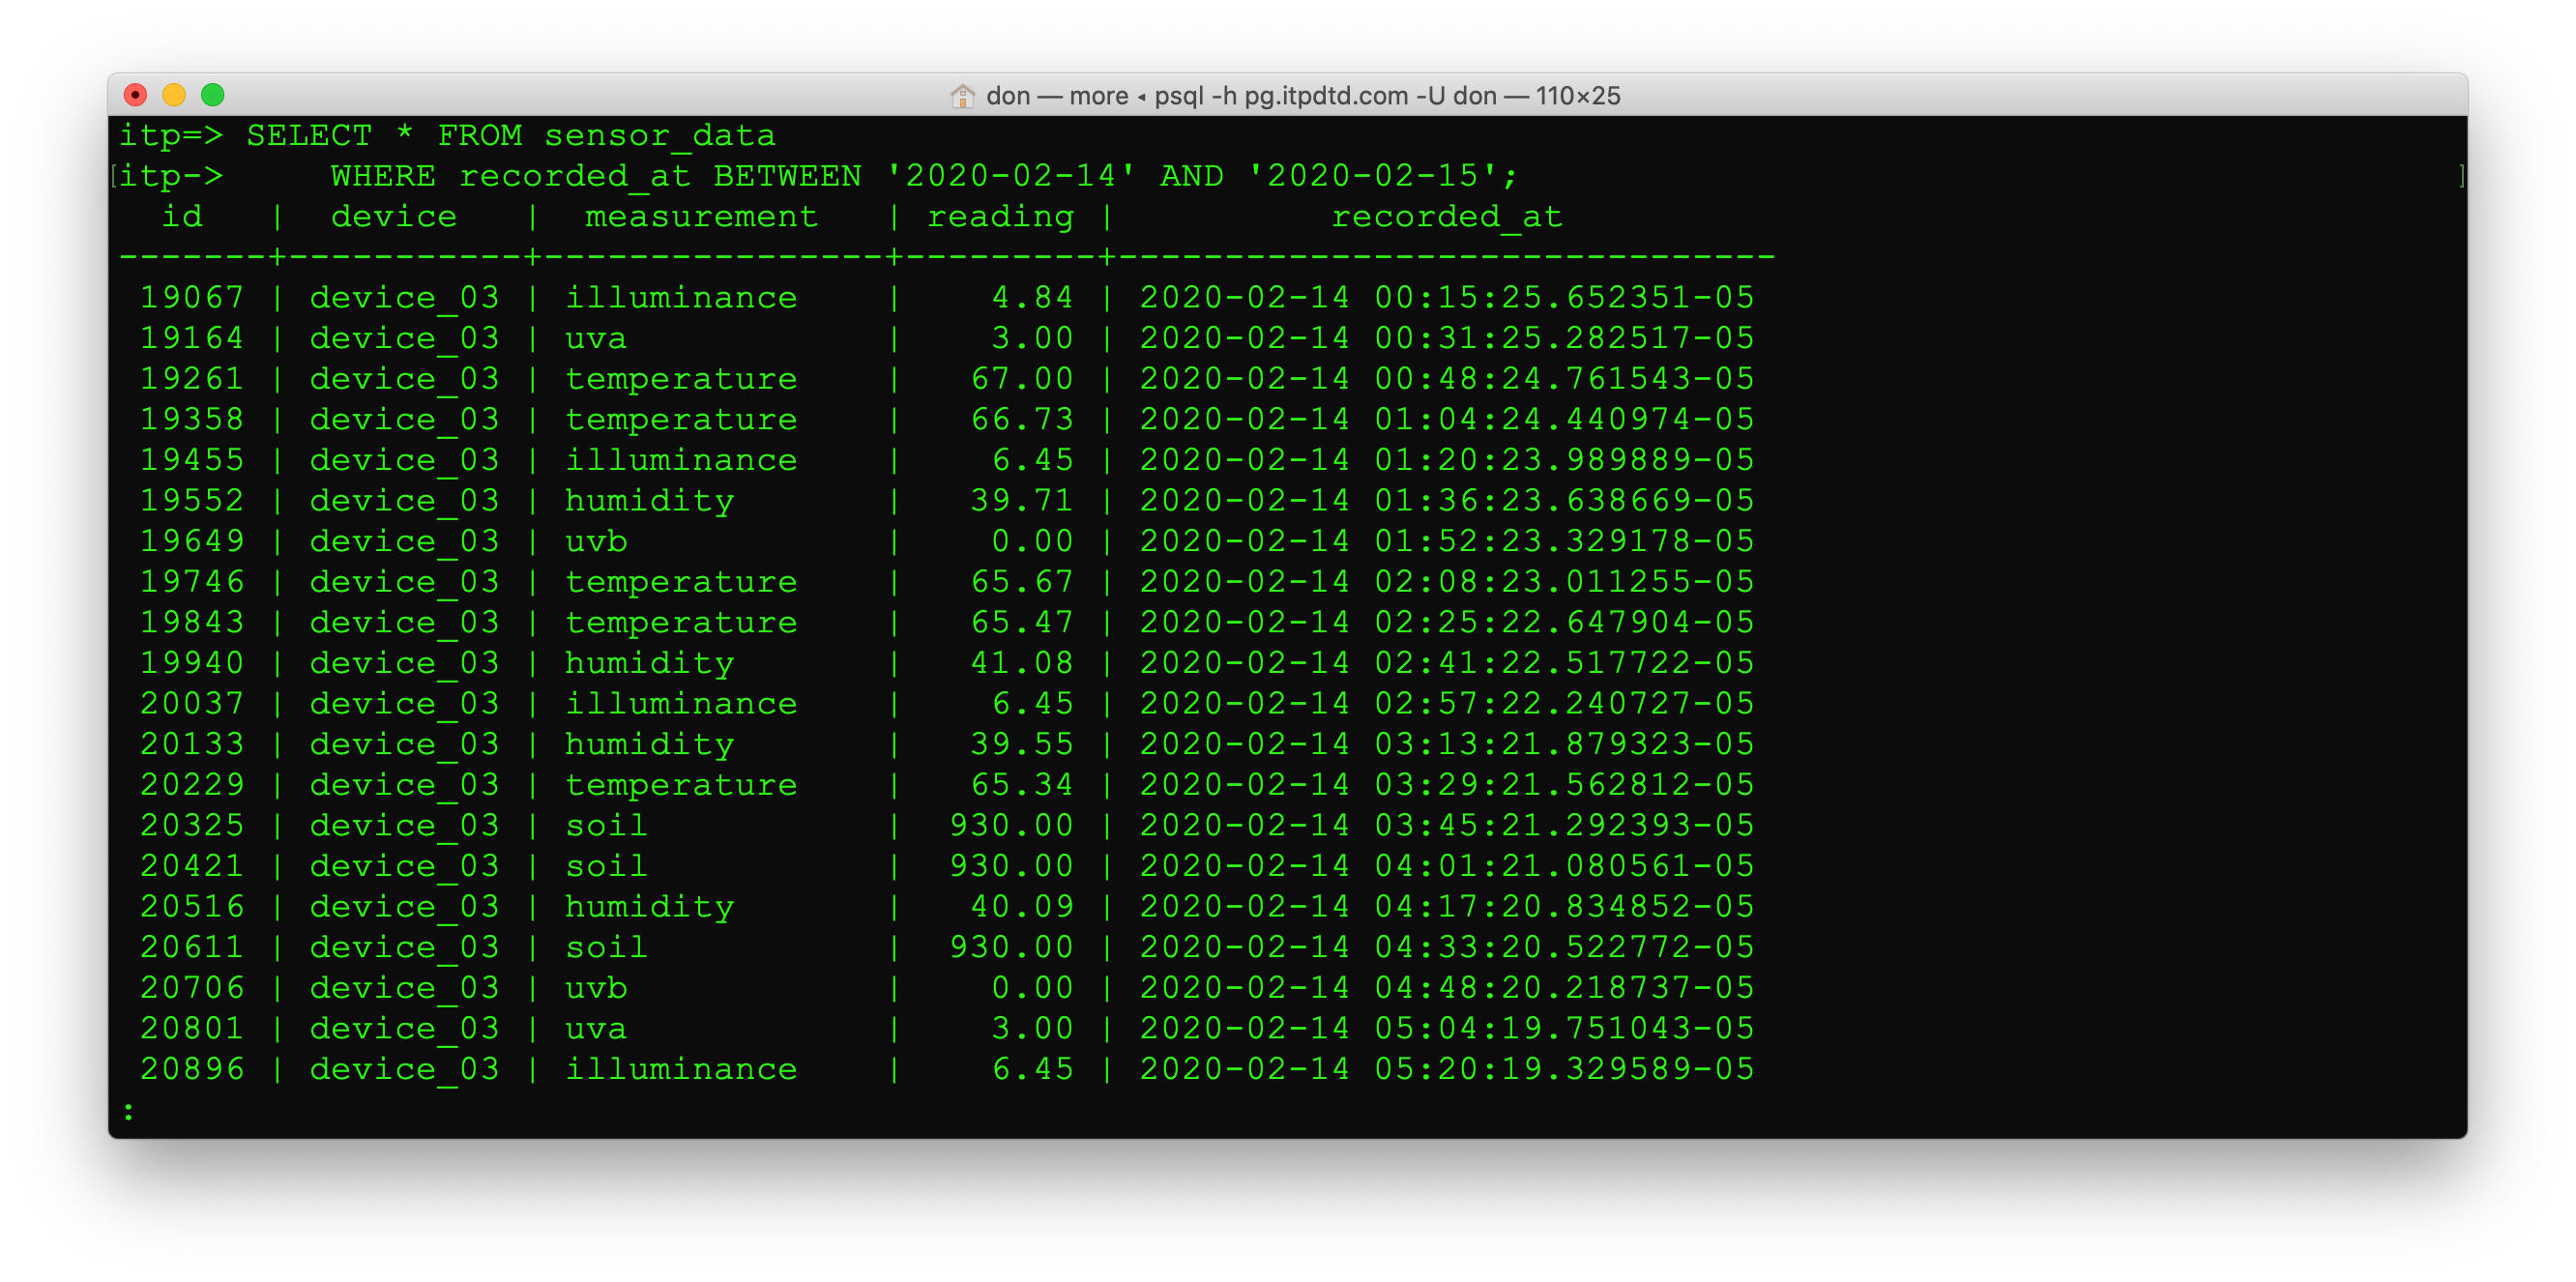 don — more ◂ psql -h pg.itpdtd.com -U don — 110×25
itp=> SELECT * FROM sensor_data
[itp->     WHERE recorded_at BETWEEN '2020-02-14' AND '2020-02-15'; ]
  id   |  device   |  measurement   | reading |          recorded_at
-------+-----------+----------------+---------+-------------------------------
 19067 | device_03 | illuminance    |    4.84 | 2020-02-14 00:15:25.652351-05
 19164 | device_03 | uva            |    3.00 | 2020-02-14 00:31:25.282517-05
 19261 | device_03 | temperature    |   67.00 | 2020-02-14 00:48:24.761543-05
 19358 | device_03 | temperature    |   66.73 | 2020-02-14 01:04:24.440974-05
 19455 | device_03 | illuminance    |    6.45 | 2020-02-14 01:20:23.989889-05
 19552 | device_03 | humidity       |   39.71 | 2020-02-14 01:36:23.638669-05
 19649 | device_03 | uvb            |    0.00 | 2020-02-14 01:52:23.329178-05
 19746 | device_03 | temperature    |   65.67 | 2020-02-14 02:08:23.011255-05
 19843 | device_03 | temperature    |   65.47 | 2020-02-14 02:25:22.647904-05
 19940 | device_03 | humidity       |   41.08 | 2020-02-14 02:41:22.517722-05
 20037 | device_03 | illuminance    |    6.45 | 2020-02-14 02:57:22.240727-05
 20133 | device_03 | humidity       |   39.55 | 2020-02-14 03:13:21.879323-05
 20229 | device_03 | temperature    |   65.34 | 2020-02-14 03:29:21.562812-05
 20325 | device_03 | soil           |  930.00 | 2020-02-14 03:45:21.292393-05
 20421 | device_03 | soil           |  930.00 | 2020-02-14 04:01:21.080561-05
 20516 | device_03 | humidity       |   40.09 | 2020-02-14 04:17:20.834852-05
 20611 | device_03 | soil           |  930.00 | 2020-02-14 04:33:20.522772-05
 20706 | device_03 | uvb            |    0.00 | 2020-02-14 04:48:20.218737-05
 20801 | device_03 | uva            |    3.00 | 2020-02-14 05:04:19.751043-05
 20896 | device_03 | illuminance    |    6.45 | 2020-02-14 05:20:19.329589-05
: